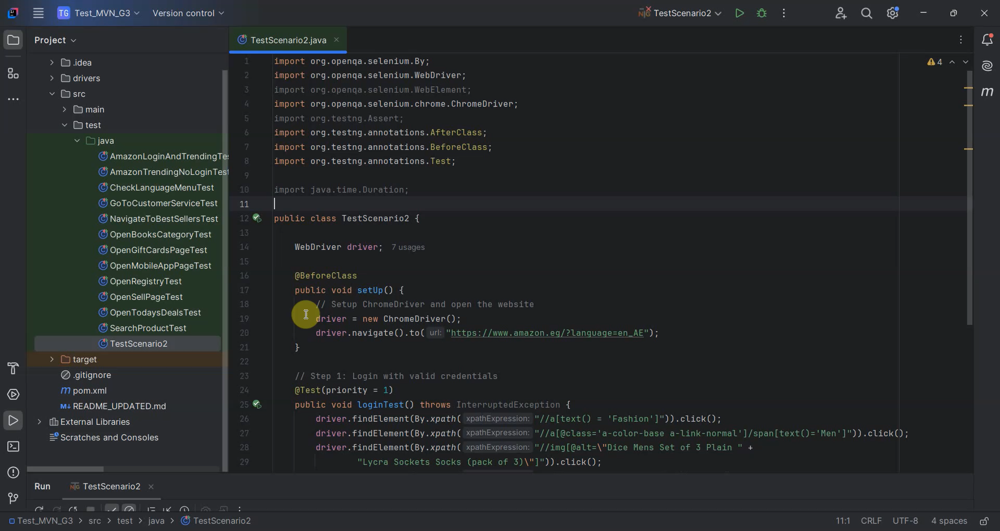 TG Test_MVN_G3 Version control TestScenario2
Project
.idea
drivers
src
main
test
java
AmazonLoginAndTrendingTes
AmazonTrendingNoLoginTest
CheckLanguageMenuTest
GoToCustomerServiceTest
NavigateToBestSellersTest
OpenBooksCategoryTest
OpenGiftCardsPageTest
OpenMobileAppPageTest
OpenRegistryTest
OpenSellPageTest
OpenTodaysDealsTest
SearchProductTest
TestScenario2
target
.gitignore
m pom.xml
M↓ README_UPDATED.md
External Libraries
Scratches and Consoles
TestScenario2.java
4
1 import org.openqa.selenium.By;
2 import org.openqa.selenium.WebDriver;
3 import org.openqa.selenium.WebElement;
4 import org.openqa.selenium.chrome.ChromeDriver;
5 import org.testng.Assert;
6 import org.testng.annotations.AfterClass;
7 import org.testng.annotations.BeforeClass;
8 import org.testng.annotations.Test;
9
10 import java.time.Duration;
11
12 public class TestScenario2 {
13
14 WebDriver driver; 7 usages
15
16 @BeforeClass
17 public void setUp() {
18 // Setup ChromeDriver and open the website
19 driver = new ChromeDriver();
20 driver.navigate().to( url: "https://www.amazon.eg/?language=en_AE");
21 }
22
23 // Step 1: Login with valid credentials
24 @Test(priority = 1)
25 public void loginTest() throws InterruptedException {
26 driver.findElement(By.xpath( xpathExpression: "//a[text() = 'Fashion']")).click();
27 driver.findElement(By.xpath( xpathExpression: "//a[@class='a-color-base a-link-normal']/span[text()='Men']")).click();
28 driver.findElement(By.xpath( xpathExpression: "//img[@alt=\"Dice Mens Set of 3 Plain " +
29 "Lycra Sockets Socks (pack of 3)\"]")).click();
m
Run TestScenario2
Test_MVN_G3 > src > test > java > TestScenario2 11:1 CRLF UTF-8 4 spaces